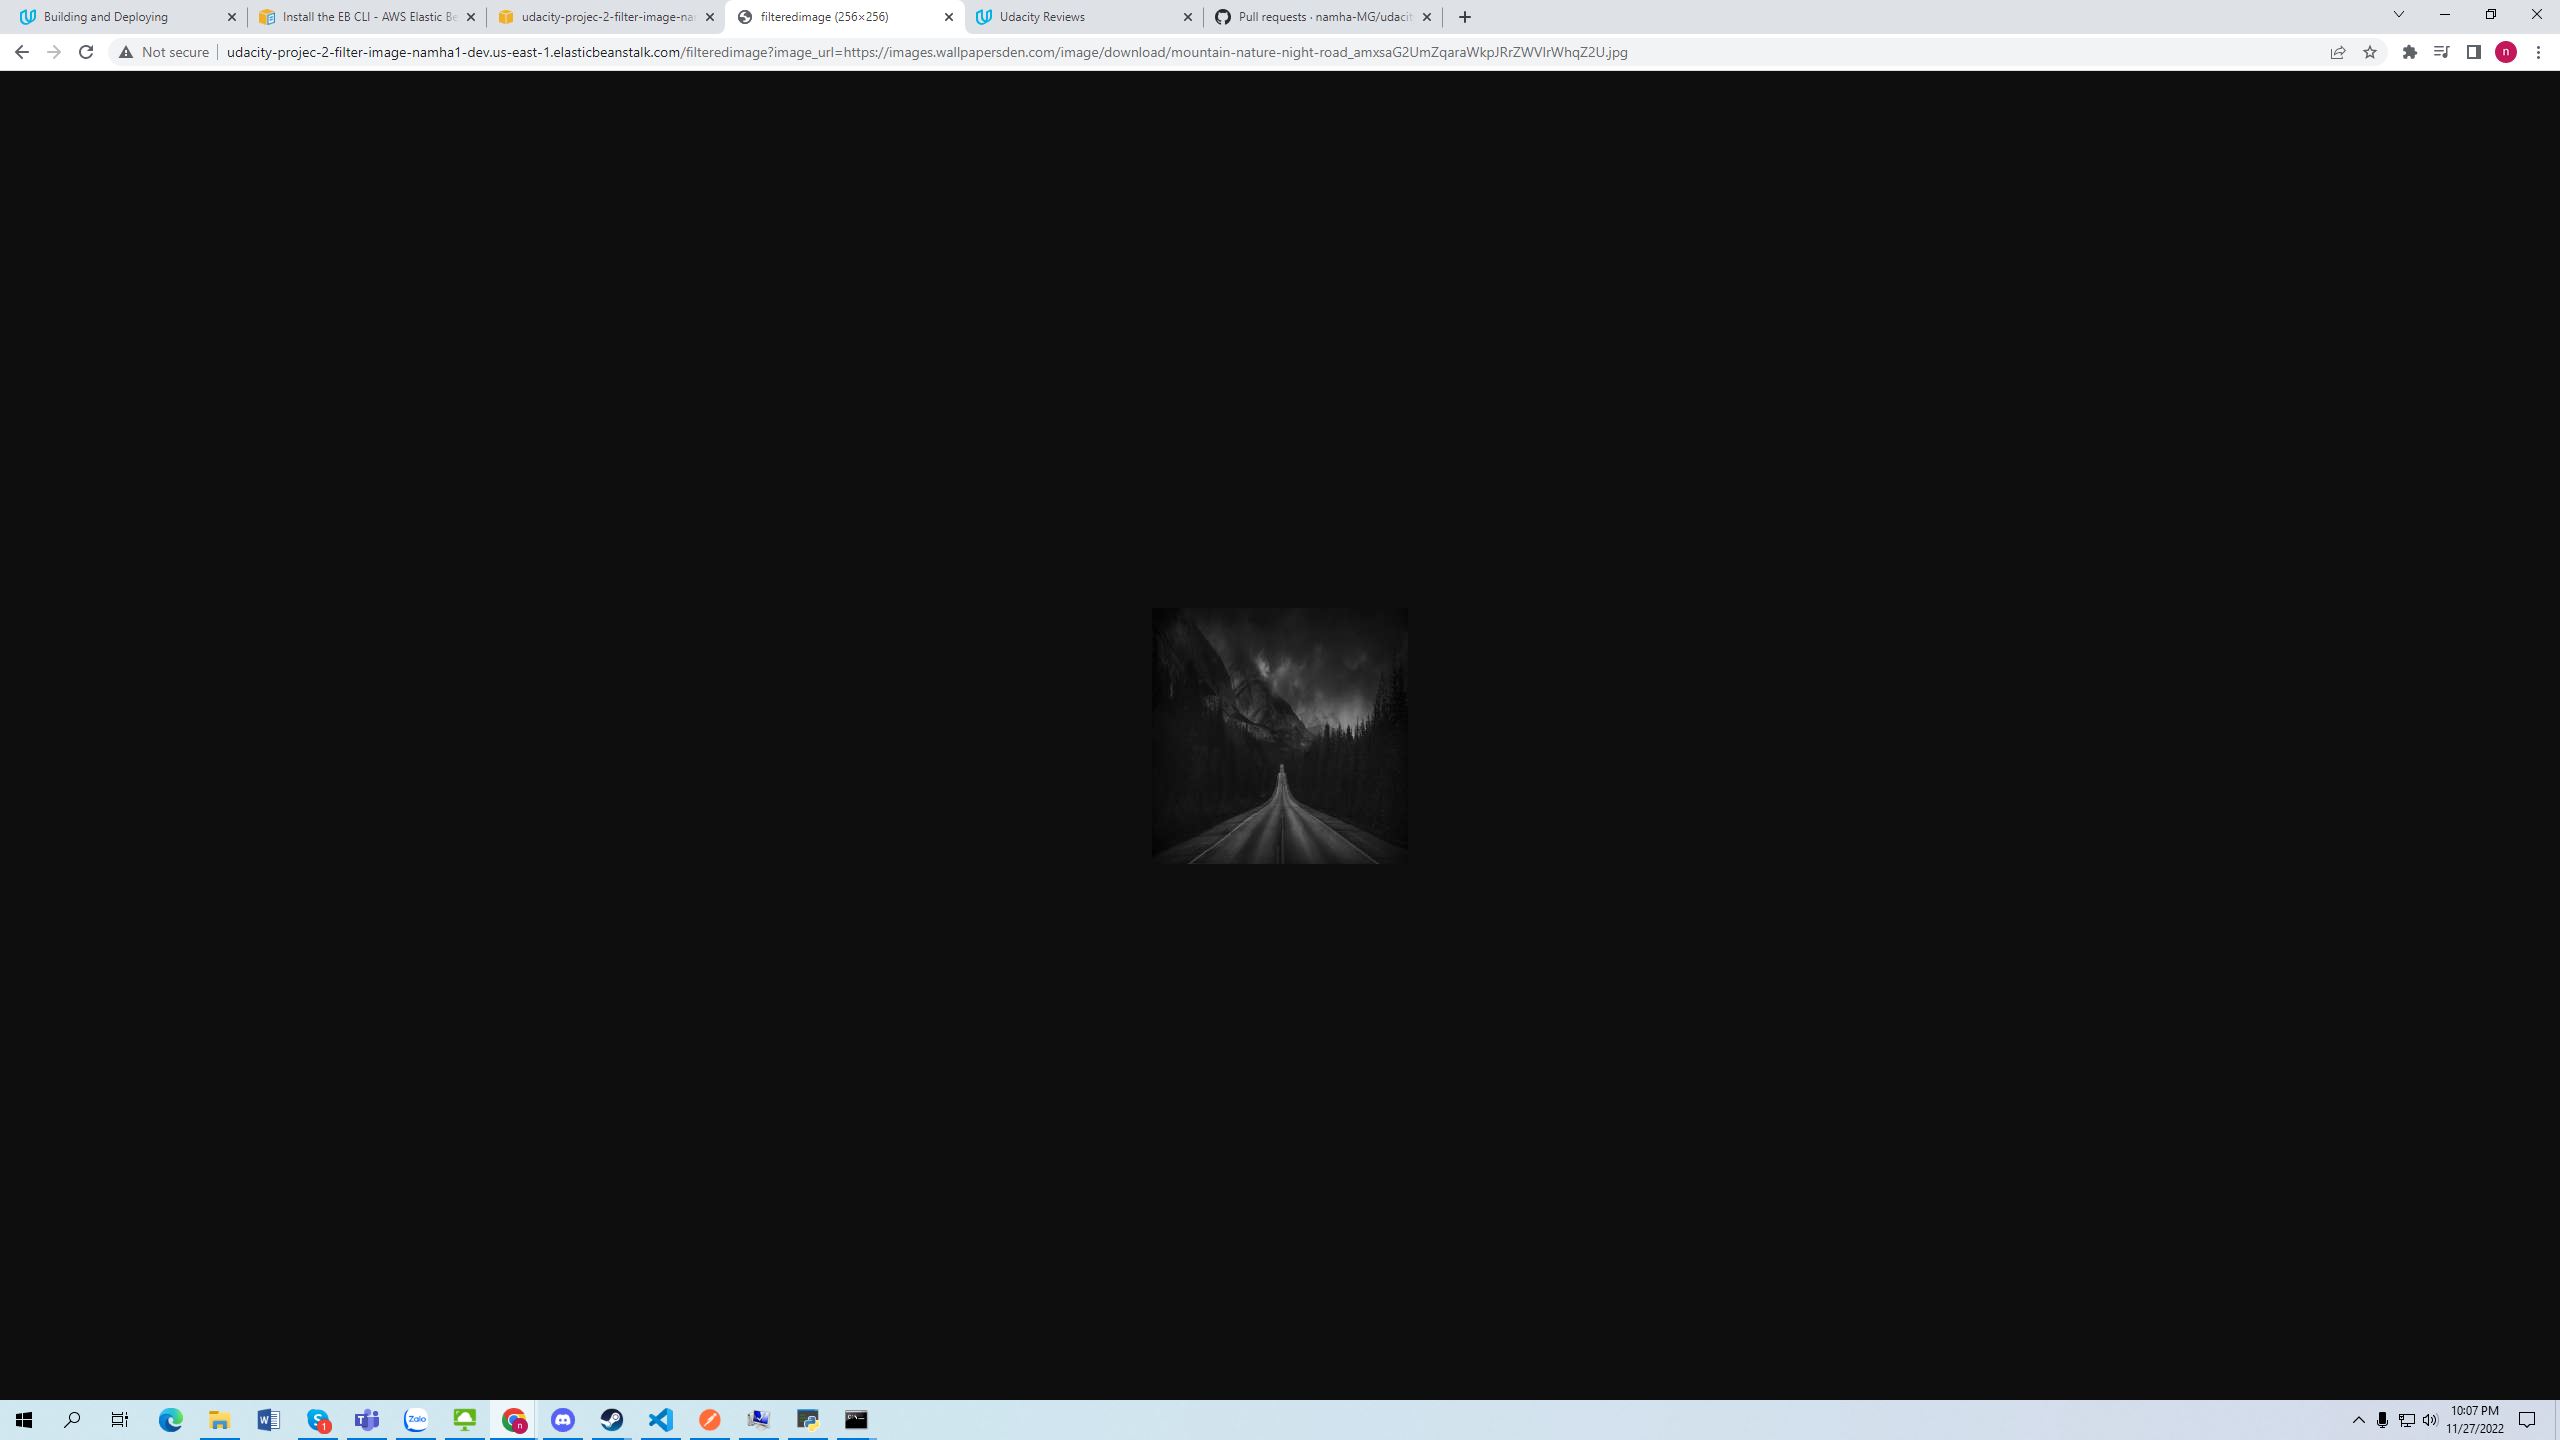 Building and Deploying
Install the EB CLI - AWS Elastic Be
udacity-projec-2-filter-image-nam
filteredimage (256×256)
Udacity Reviews
Pull requests · namha-MG/udacit
Not secure
udacity-projec-2-filter-image-namha1-dev.us-east-1.elasticbeanstalk.com/filteredimage?image_url=https://images.wallpapersden.com/image/download/mountain-nature-night-road_amxsaG2UmZqaraWkpJRrZWVlrWhqZ2U.jpg
n
W
S
1
T
Zalo
n
C:\_
10:07 PM
11/27/2022